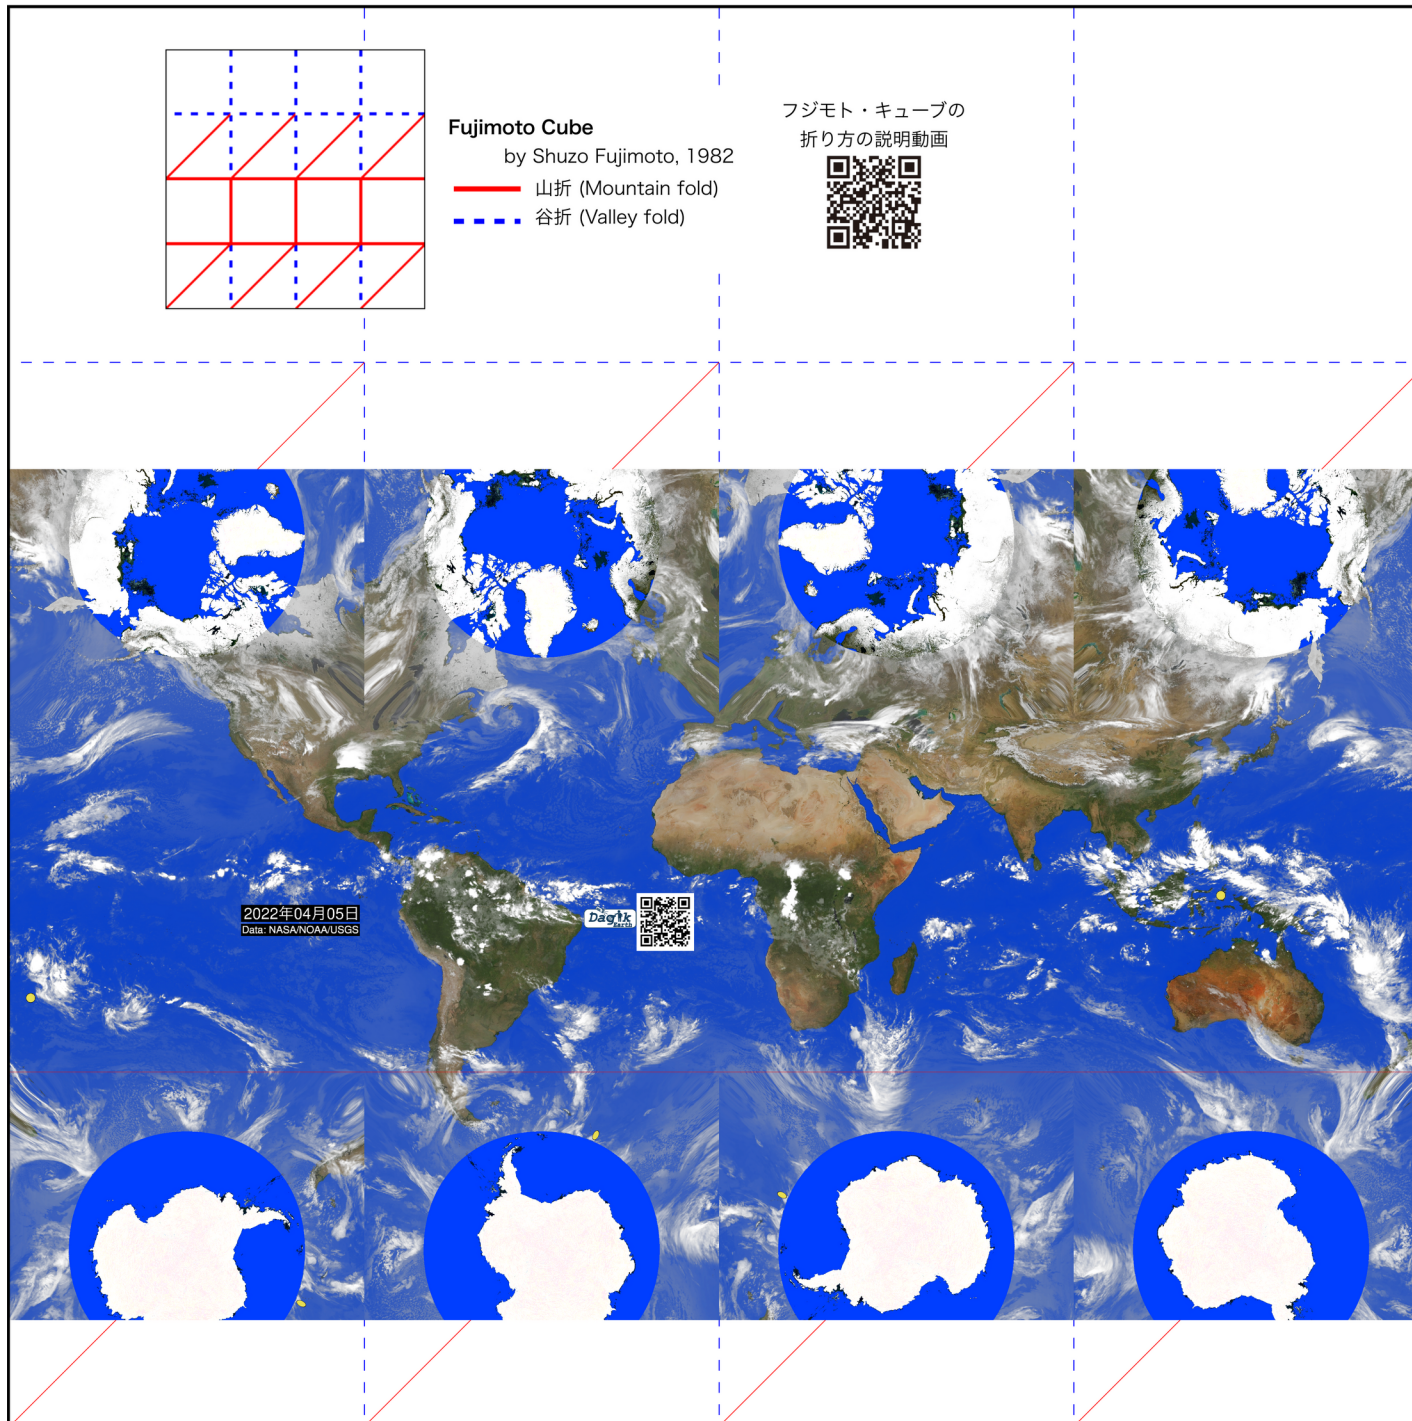 Fujimoto Cube
by Shuzo Fujimoto, 1982
山折 (Mountain fold)
谷折 (Valley fold)
フジモト・キューブの
折り方の説明動画
2022年04月05日
Data: NASA/NOAA/USGS
Dagik
Earth